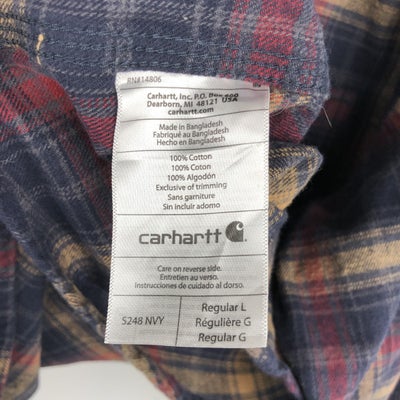 RN#14806
Carhartt, Inc. P.O. Box 600
Dearborn, MI 48121 USA
carhartt.com
Made in Bangladesh
Fabriqué au Bangladesh
Hecho en Bangladesh
100% Cotton
100% Coton
100% Algodón
Exclusive of trimming
Sans garniture
Sin incluir adorno
carhartt
Care on reverse side.
Entretien au verso.
Instrucciones de cuidado al dorso.
5248 NVY
Regular L
Régulière G
Regular G